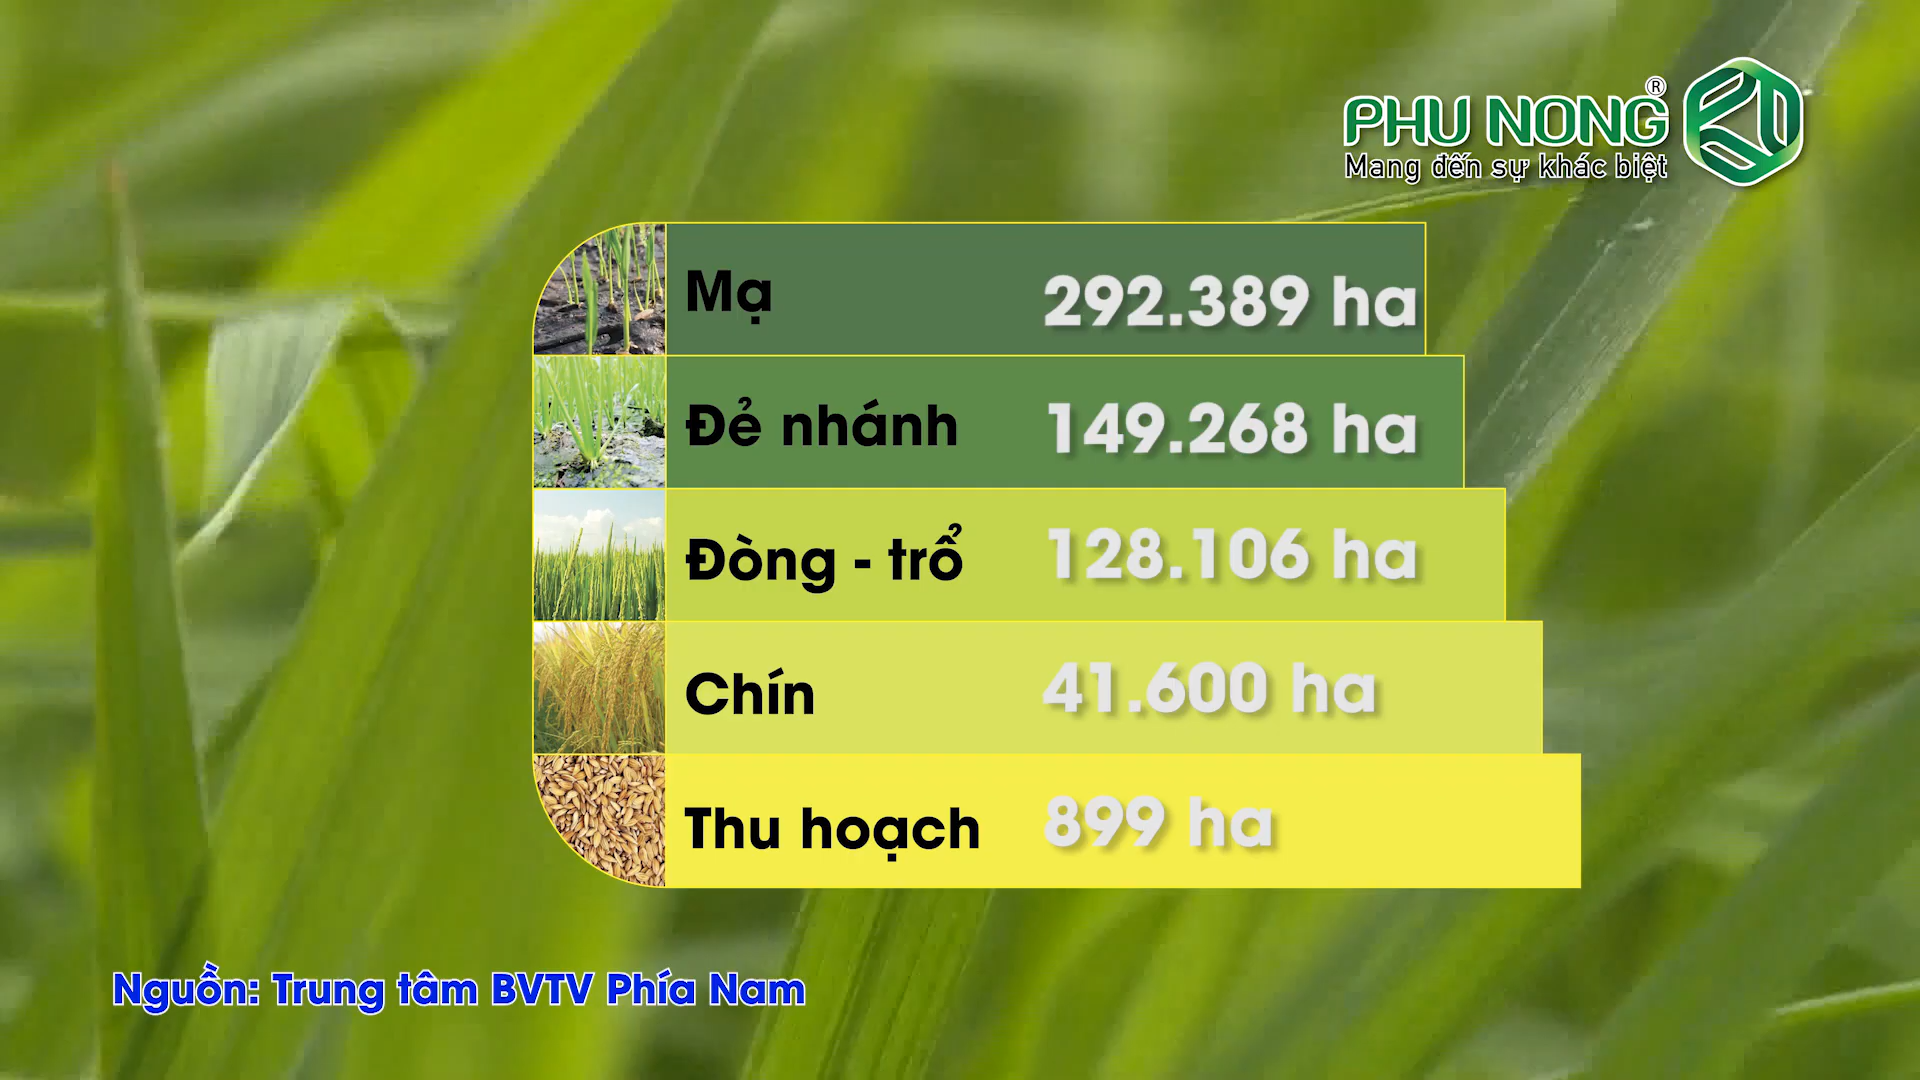 PHU NONG®
Mang đến sự khác biệt
Mạ 292.389 ha
Đẻ nhánh 149.268 ha
Đòng - trổ 128.106 ha
Chín 41.600 ha
Thu hoạch 899 ha
Nguồn: Trung tâm BVTV Phía Nam